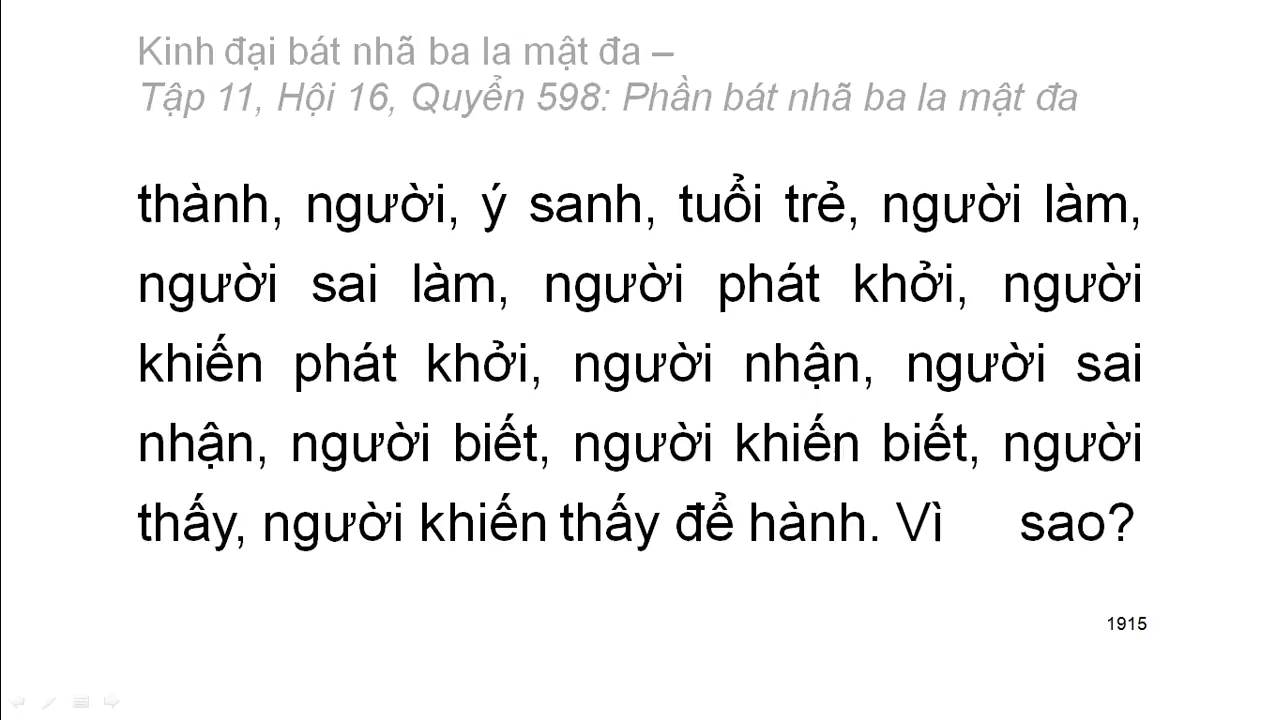 Kinh đại bát nhã ba la mật đa –
Tập 11, Hội 16, Quyển 598: Phần bát nhã ba la mật đa
thành, người, ý sanh, tuổi trẻ, người làm,
người sai làm, người phát khởi, người
khiến phát khởi, người nhận, người sai
nhận, người biết, người khiến biết, người
thấy, người khiến thấy để hành. Vì sao?
1915